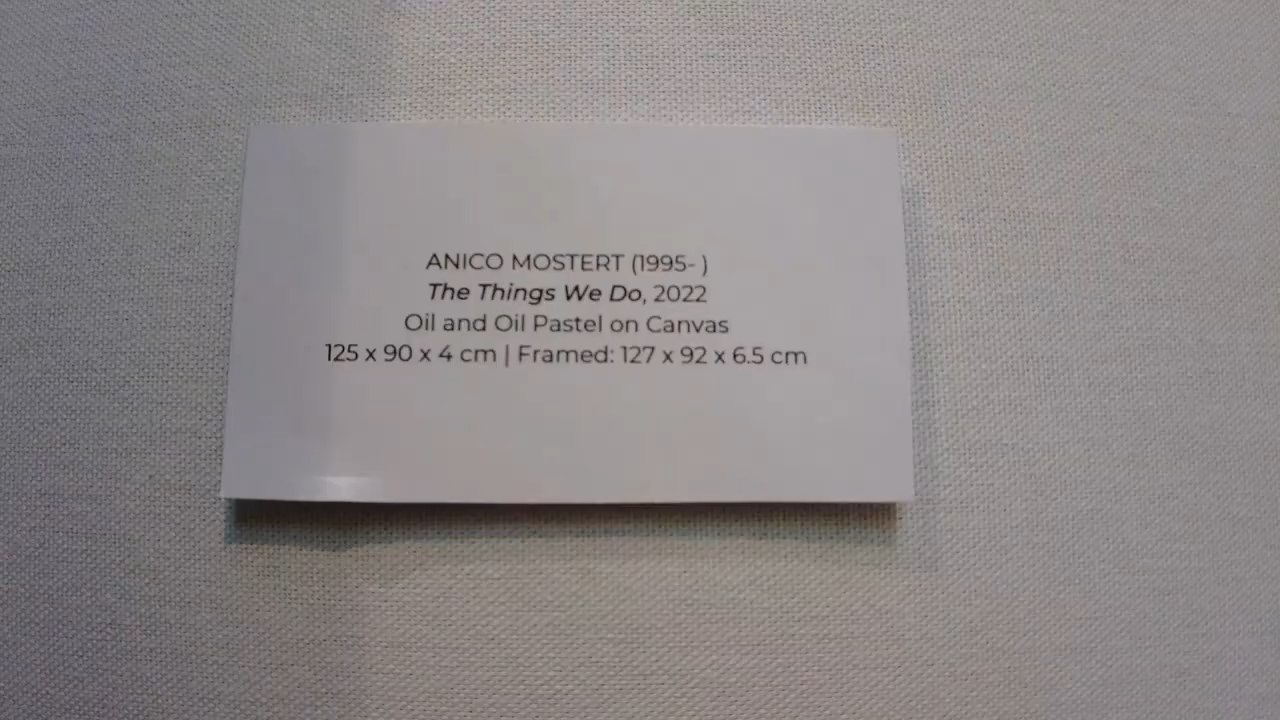 ANICO MOSTERT (1995- )
The Things We Do, 2022
Oil and Oil Pastel on Canvas
125 x 90 x 4 cm | Framed: 127 x 92 x 6.5 cm